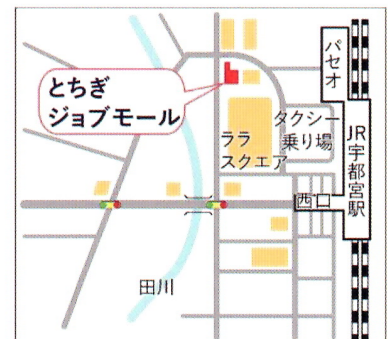 とちぎ
ジョブモール
パセオ
タクシー
乗り場
ララ
スクエア
JR宇都宮駅
西口
田川